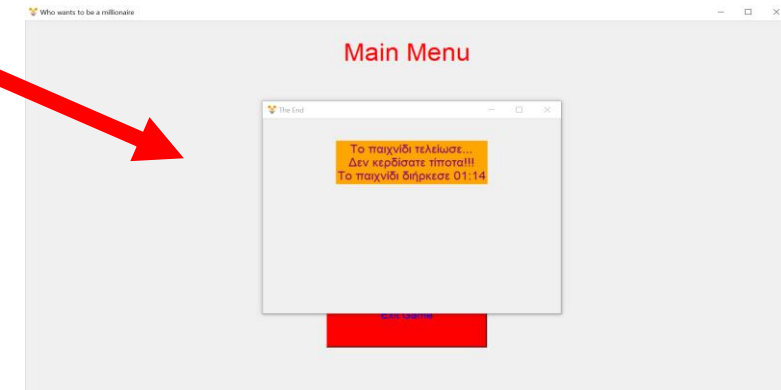 Who wants to be a millionaire
Main Menu
The End
Το παιχνίδι τελείωσε...
Δεν κερδίσατε τίποτα!!!
Το παιχνίδι διήρκεσε 01:14
Exit Game